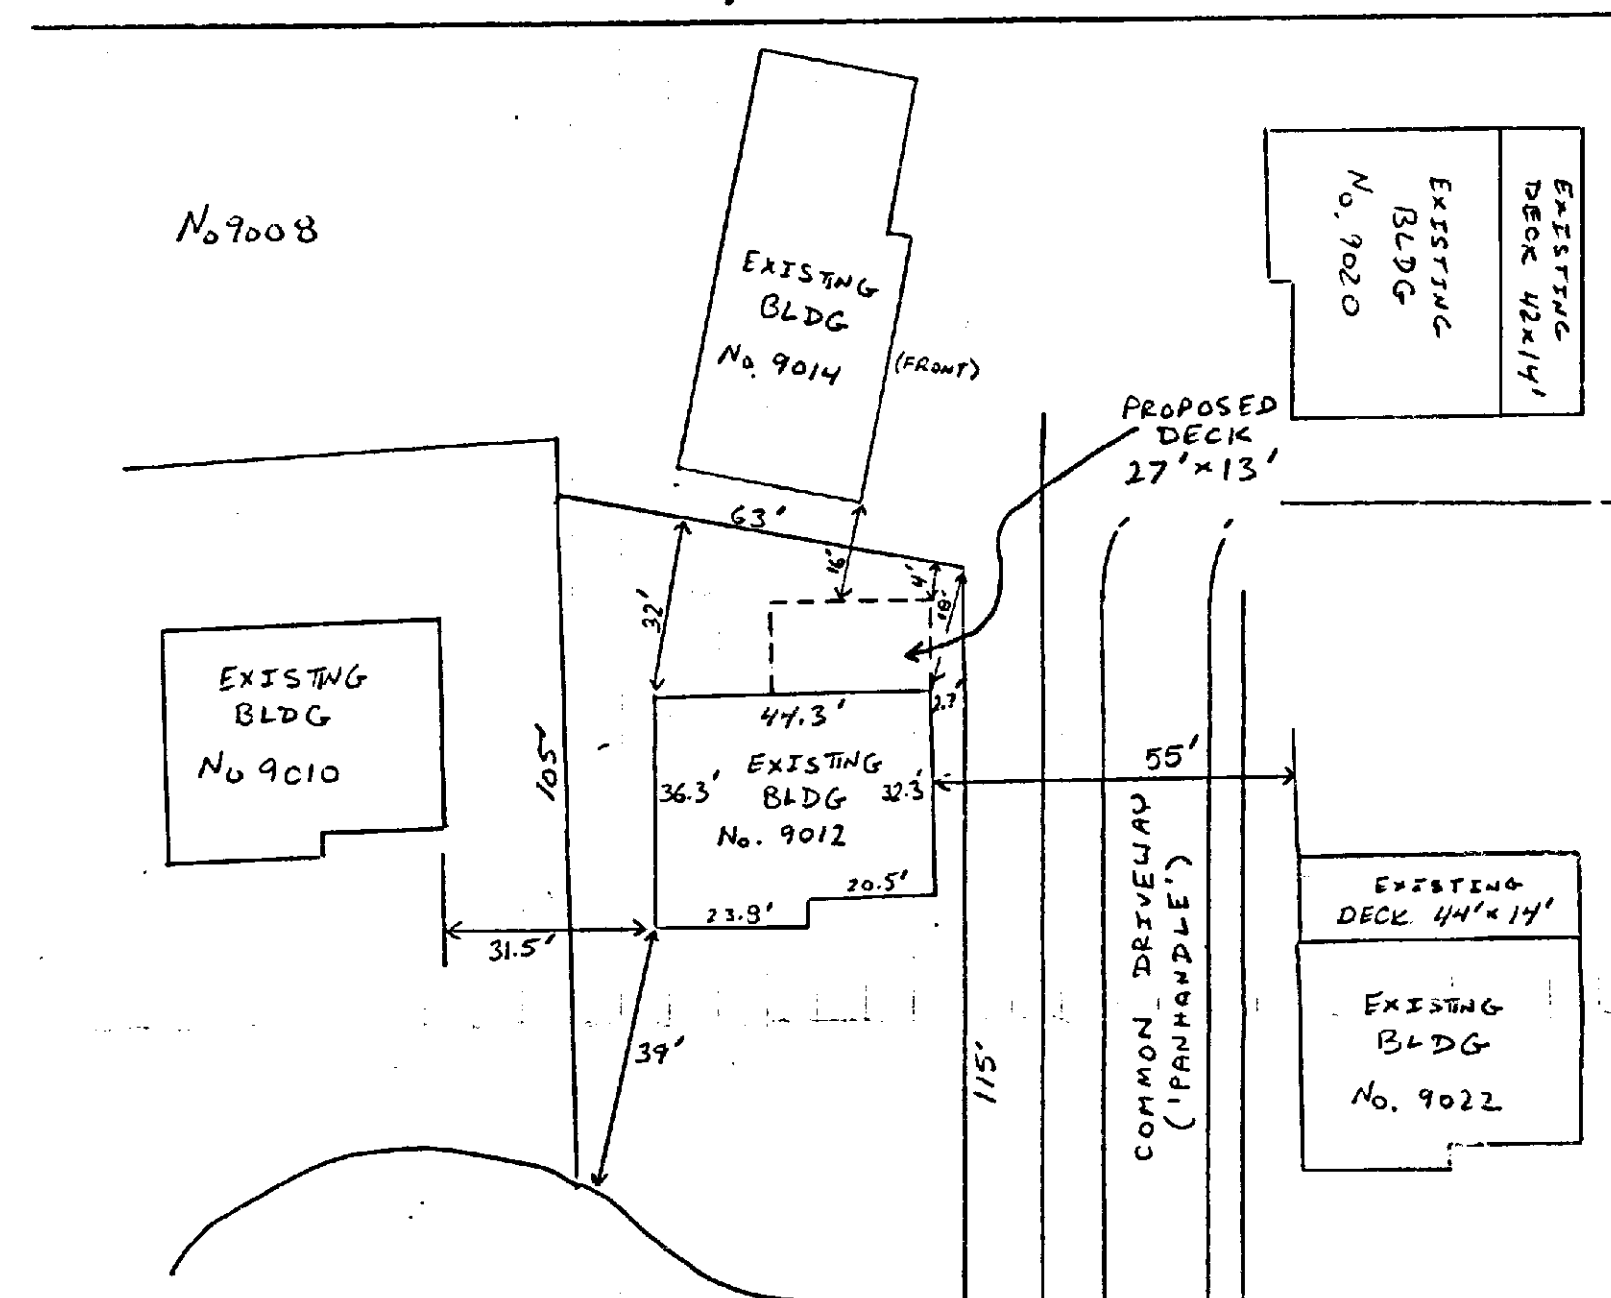 No 9008
EXISTING
BLDG
No. 9014
(FRONT)
EXISTING
BLDG
No. 9020
EXISTING
DECK 42x14'
PROPOSED
DECK
27'x13'
63'
16'
4'
18'
32'
2.7'
EXISTING
BLDG
No 9010
105'
44.3'
EXISTING
BLDG
No. 9012
36.3'
32.3'
20.5'
23.8'
55'
31.5'
39'
115'
COMMON DRIVEWAY
('PANHANDLE')
EXISTING
DECK 44'x14'
EXISTING
BLDG
No. 9022